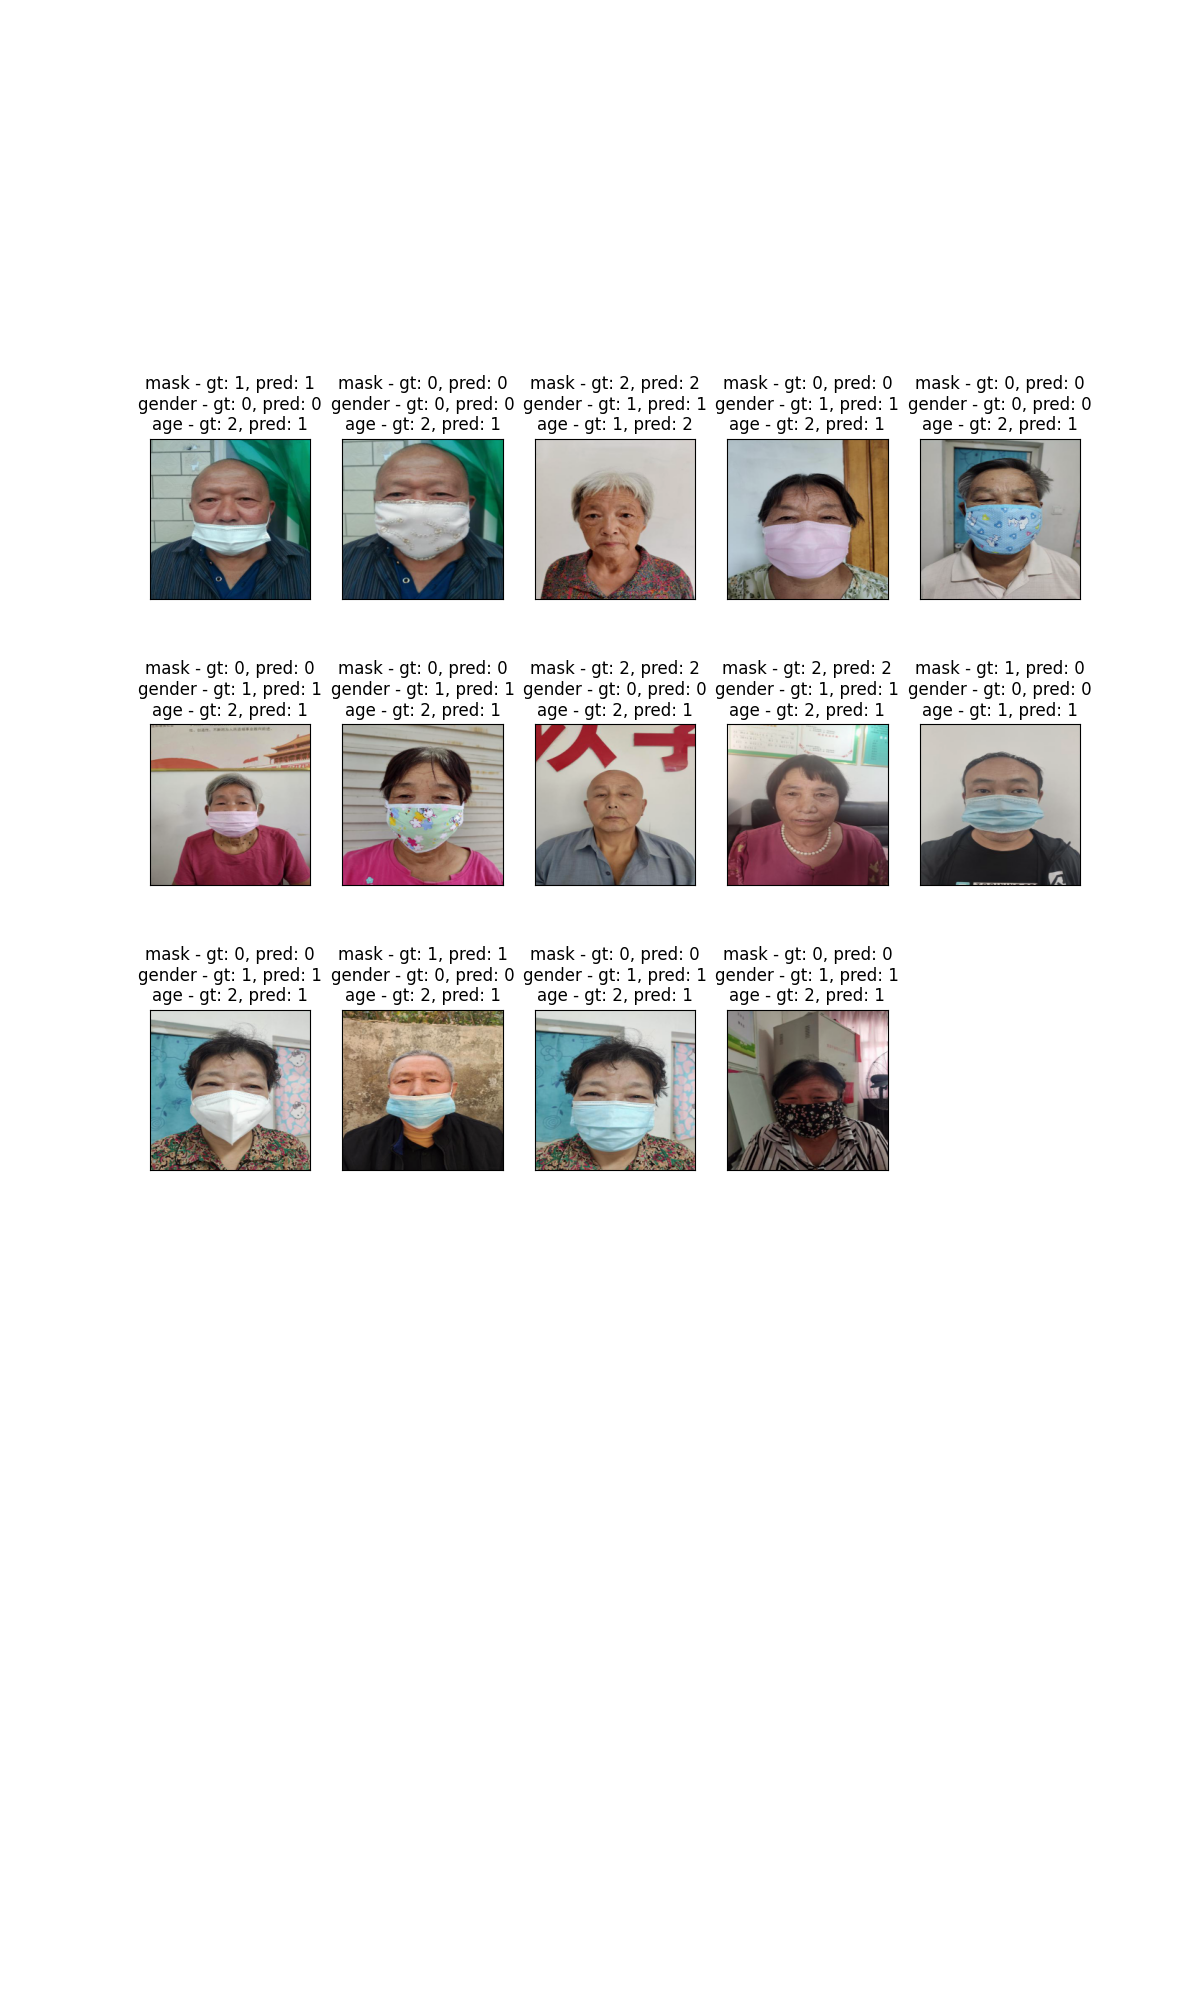 mask - gt: 1, pred: 1
gender - gt: 0, pred: 0
age - gt: 2, pred: 1
mask - gt: 0, pred: 0
gender - gt: 0, pred: 0
age - gt: 2, pred: 1
mask - gt: 2, pred: 2
gender - gt: 1, pred: 1
age - gt: 1, pred: 2
mask - gt: 0, pred: 0
gender - gt: 1, pred: 1
age - gt: 2, pred: 1
mask - gt: 0, pred: 0
gender - gt: 0, pred: 0
age - gt: 2, pred: 1
mask - gt: 0, pred: 0
gender - gt: 1, pred: 1
age - gt: 2, pred: 1
mask - gt: 0, pred: 0
gender - gt: 1, pred: 1
age - gt: 2, pred: 1
mask - gt: 2, pred: 2
gender - gt: 0, pred: 0
age - gt: 2, pred: 1
mask - gt: 2, pred: 2
gender - gt: 1, pred: 1
age - gt: 2, pred: 1
mask - gt: 1, pred: 0
gender - gt: 0, pred: 0
age - gt: 1, pred: 1
mask - gt: 0, pred: 0
gender - gt: 1, pred: 1
age - gt: 2, pred: 1
mask - gt: 1, pred: 1
gender - gt: 0, pred: 0
age - gt: 2, pred: 1
mask - gt: 0, pred: 0
gender - gt: 1, pred: 1
age - gt: 2, pred: 1
mask - gt: 0, pred: 0
gender - gt: 1, pred: 1
age - gt: 2, pred: 1